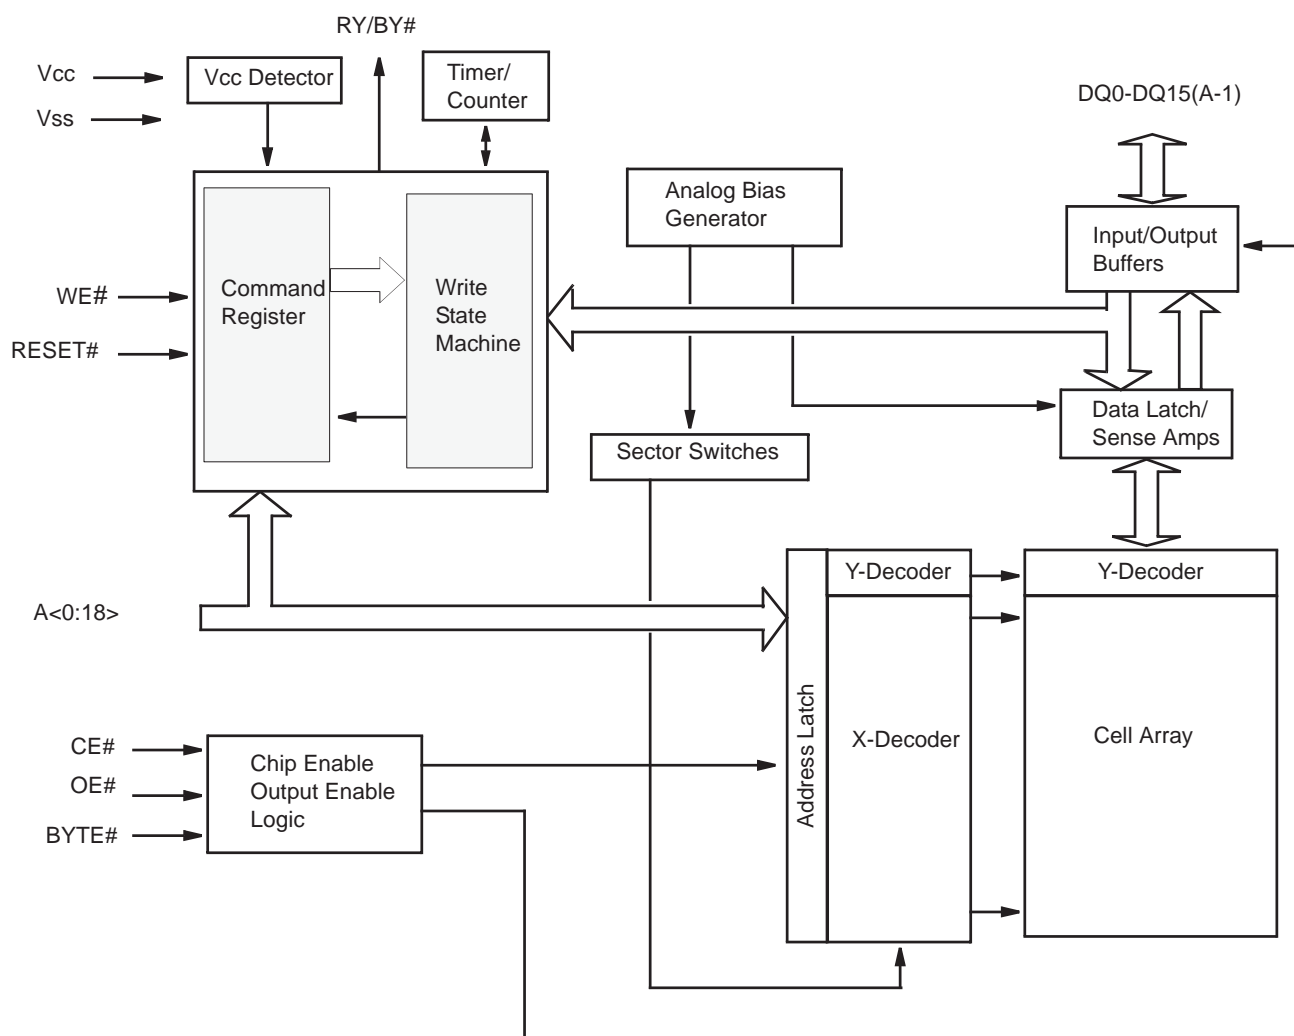 RY/BY#
Vcc
Vss
Vcc Detector
Timer/
Counter
DQ0-DQ15(A-1)
Analog Bias
Generator
Input/Output
Buffers
WE#
RESET#
Command
Register
Write
State
Machine
Data Latch/
Sense Amps
Sector Switches
A<0:18>
Y-Decoder
Y-Decoder
Address Latch
X-Decoder
Cell Array
CE#
OE#
BYTE#
Chip Enable
Output Enable
Logic